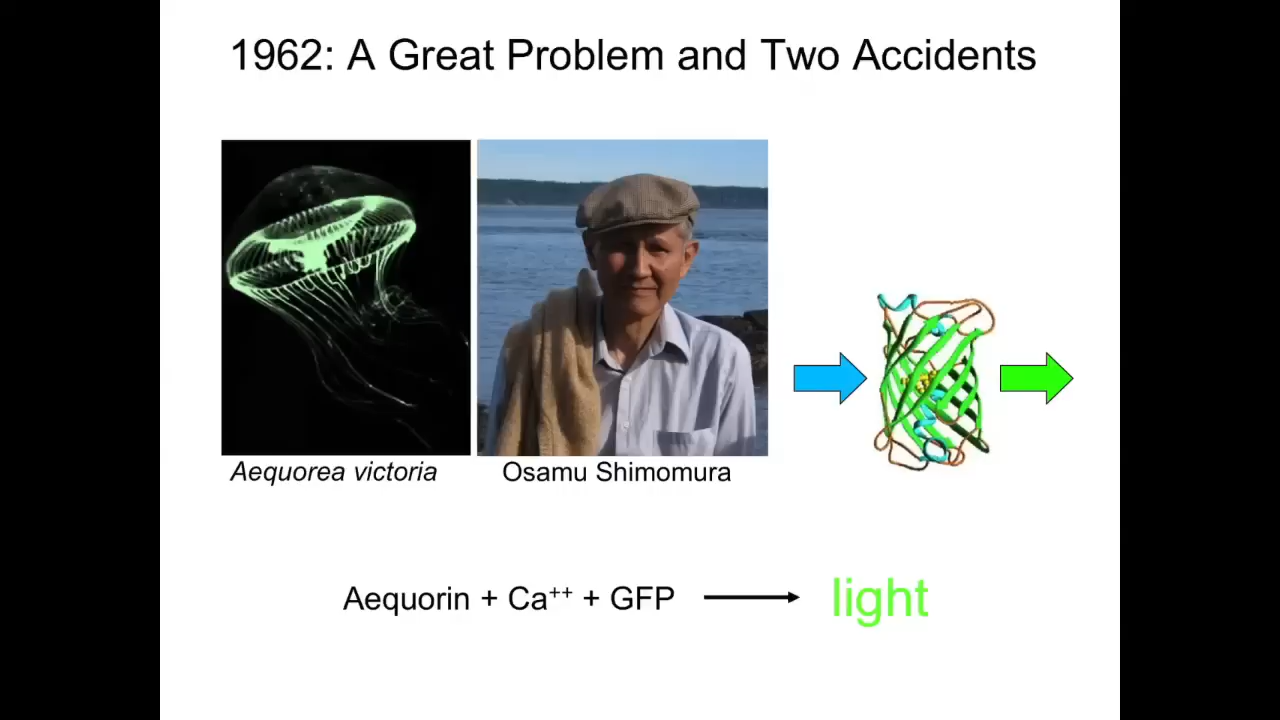 1962: A Great Problem and Two Accidents
Aequorea victoria
Osamu Shimomura
Aequorin + Ca⁺⁺ + GFP
light